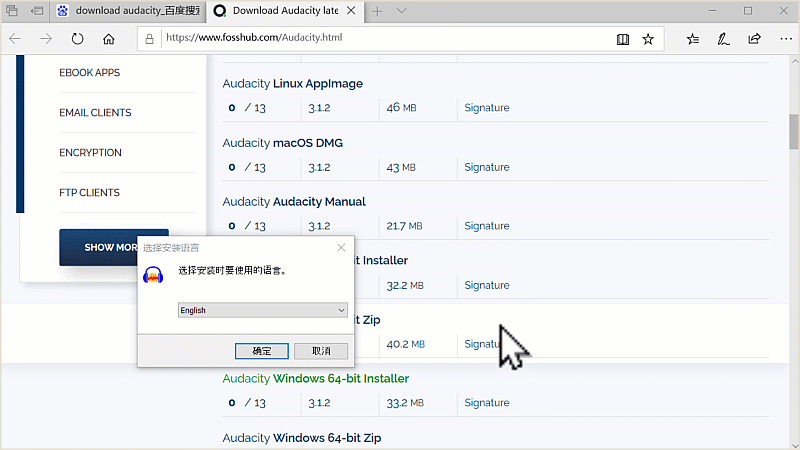 download audacity_百度搜索
Download Audacity late
https://www.fosshub.com/Audacity.html
EBOOK APPS
EMAIL CLIENTS
ENCRYPTION
FTP CLIENTS
SHOW MOR
Audacity Linux AppImage
0 / 13 3.1.2 46 MB Signature
Audacity macOS DMG
0 / 13 3.1.2 43 MB Signature
Audacity Audacity Manual
0 / 13 3.1.2 21.7 MB Signature
it Installer
32.2 MB Signature
it Zip
40.2 MB Signatu
Audacity Windows 64-bit Installer
0 / 13 3.1.2 33.2 MB Signature
Audacity Windows 64-bit Zip
选择安装语言
选择安装时要使用的语言。
English
确定 取消